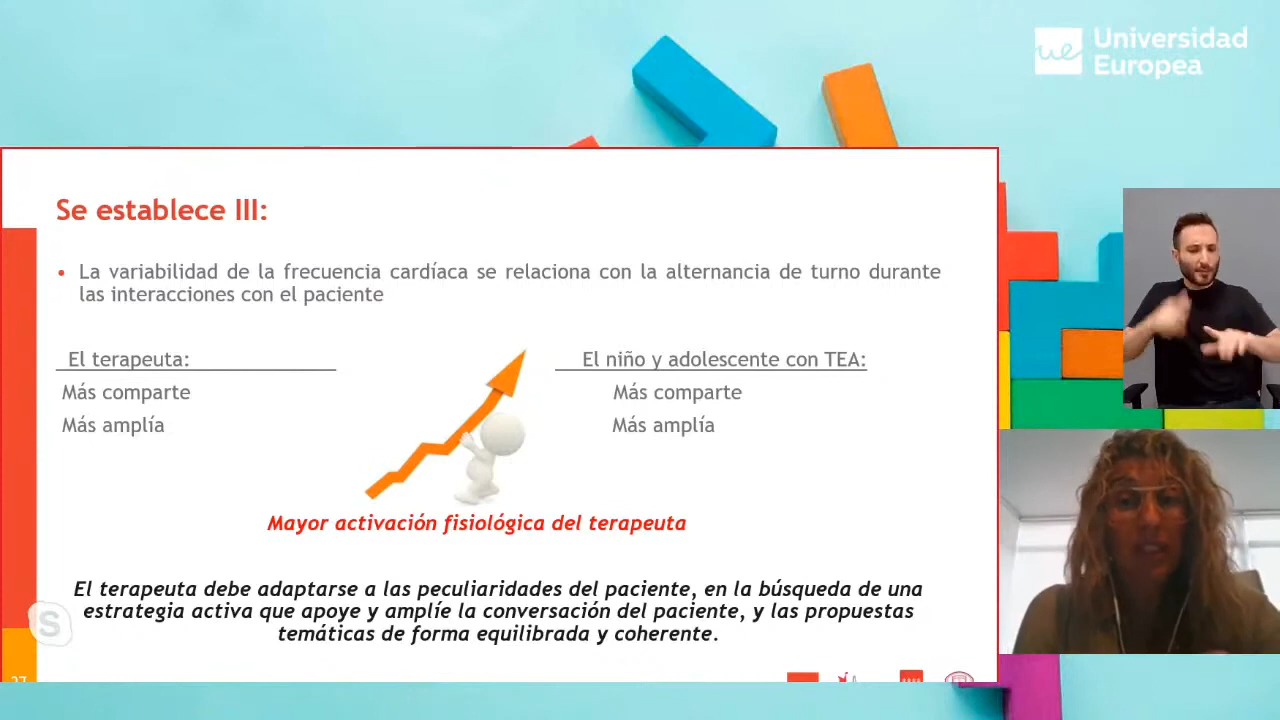 Universidad
Europea
ue
Se establece III:
• La variabilidad de la frecuencia cardíaca se relaciona con la alternancia de turno durante
las interacciones con el paciente
El terapeuta:
Más comparte
Más amplía
El niño y adolescente con TEA:
Más comparte
Más amplía
Mayor activación fisiológica del terapeuta
El terapeuta debe adaptarse a las peculiaridades del paciente, en la búsqueda de una
estrategia activa que apoye y amplíe la conversación del paciente, y las propuestas
temáticas de forma equilibrada y coherente.
S
27